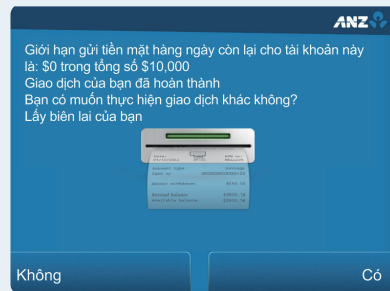 ANZ
Giới hạn gửi tiền mặt hàng ngày còn lại cho tài khoản này
là: $0 trong tổng số $10,000
Giao dịch của bạn đã hoàn thành
Bạn có muốn thực hiện giao dịch khác không?
Lấy biên lai của bạn
Không
Có